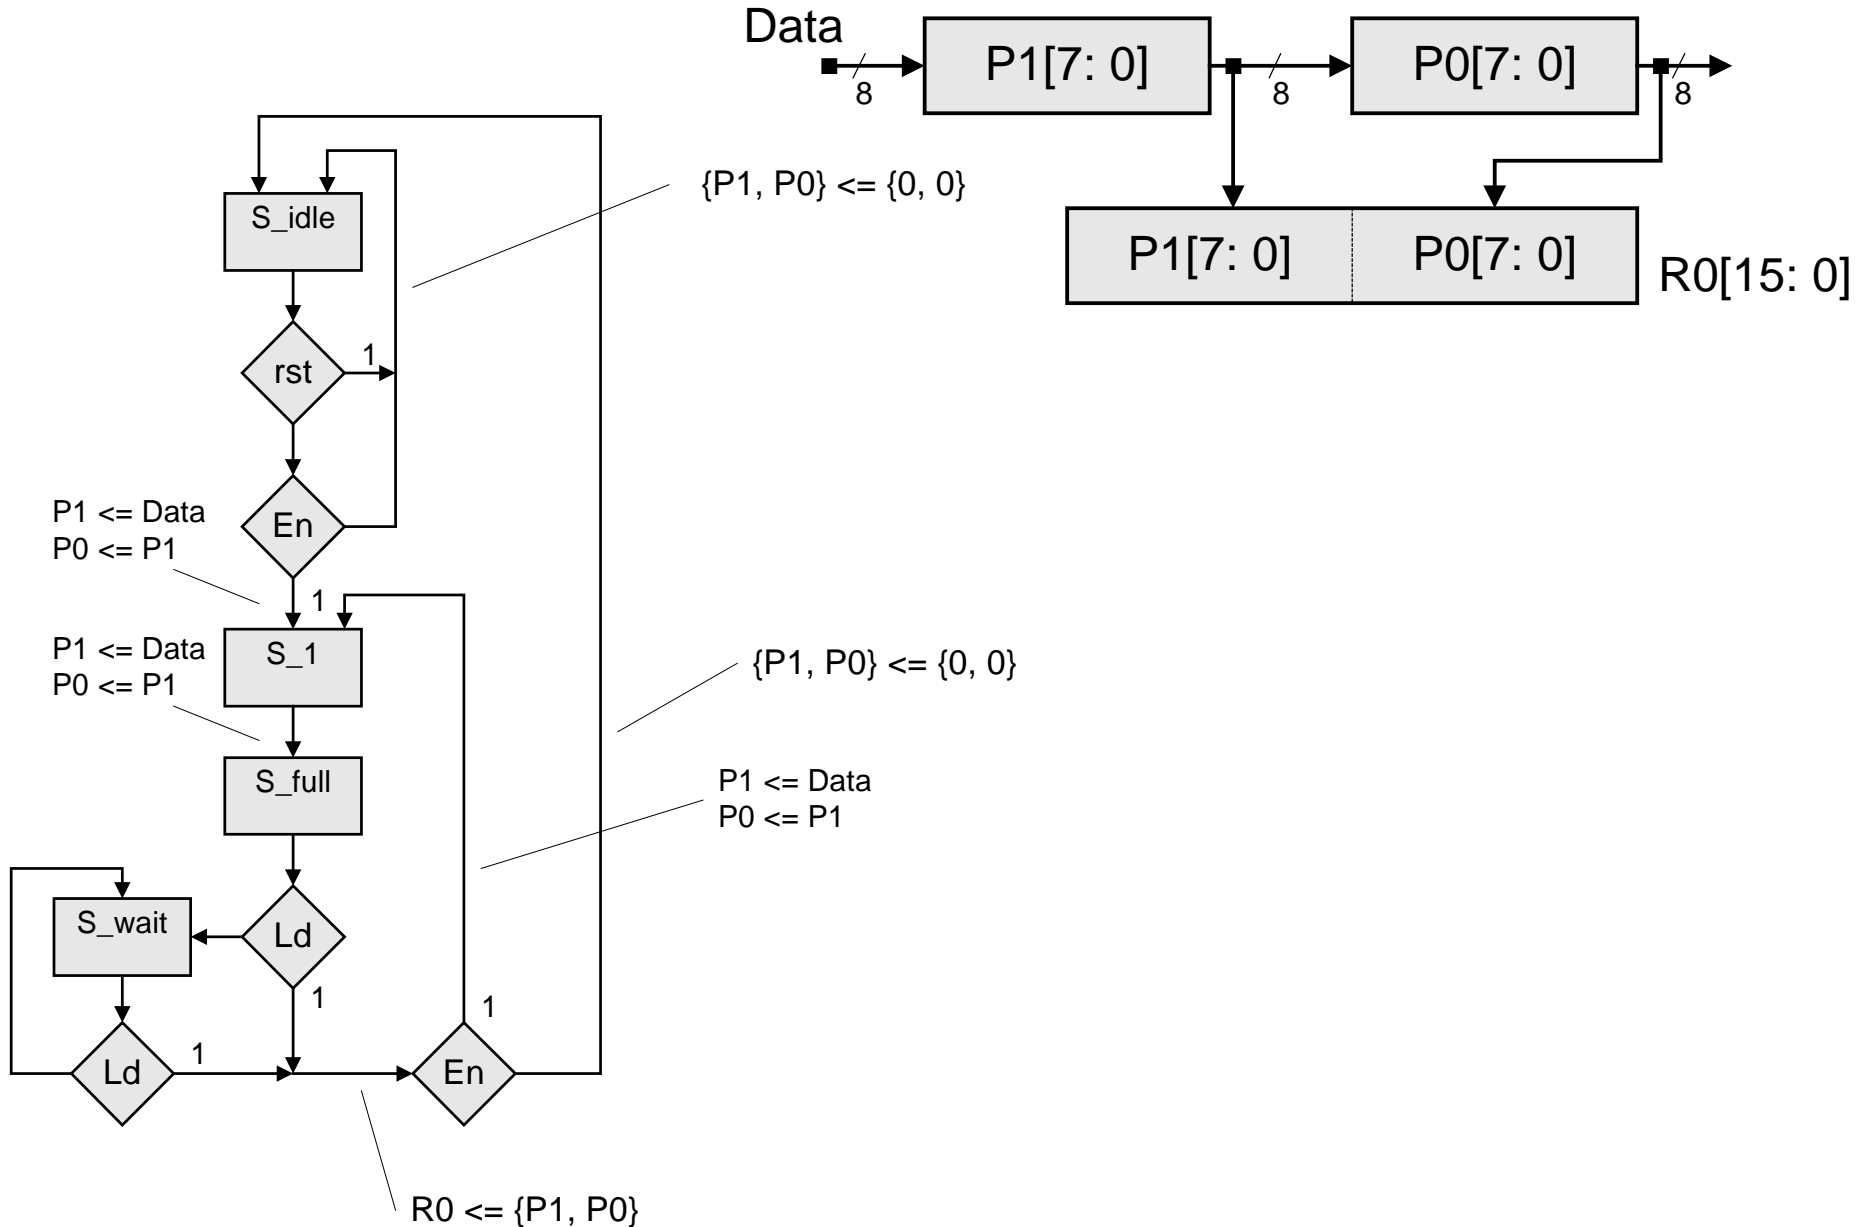 Data
P1[7: 0]
P0[7: 0]
8
8
8
P1[7: 0]
P0[7: 0]
R0[15: 0]
{P1, P0} <= {0, 0}
S_idle
rst
1
En
P1 <= Data
P0 <= P1
1
P1 <= Data
P0 <= P1
S_1
{P1, P0} <= {0, 0}
S_full
P1 <= Data
P0 <= P1
S_wait
Ld
1
1
Ld
1
En
R0 <= {P1, P0}